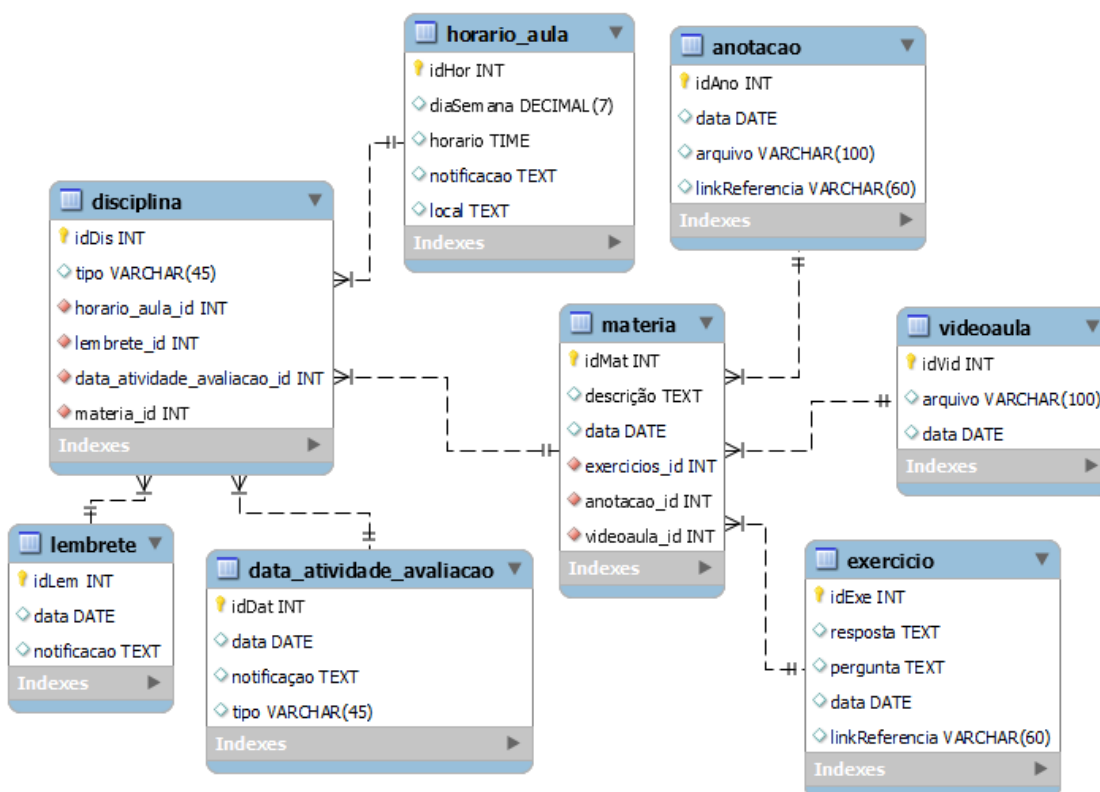 horario_aula
idHor INT
diaSemana DECIMAL(7)
horario TIME
notificacao TEXT
local TEXT
Indexes
anotacao
idAno INT
data DATE
arquivo VARCHAR(100)
linkReferencia VARCHAR(60)
Indexes
disciplina
idDis INT
tipo VARCHAR(45)
horario_aula_id INT
lembrete_id INT
data_atividade_avaliacao_id INT
materia_id INT
Indexes
materia
idMat INT
descrição TEXT
data DATE
exercicios_id INT
anotacao_id INT
videoaula_id INT
Indexes
videoaula
idVid INT
arquivo VARCHAR(100)
data DATE
Indexes
lembrete
idLem INT
data DATE
notificacao TEXT
Indexes
data_atividade_avaliacao
idDat INT
data DATE
notificaçao TEXT
tipo VARCHAR(45)
Indexes
exercicio
idExe INT
resposta TEXT
pergunta TEXT
data DATE
linkReferencia VARCHAR(60)
Indexes